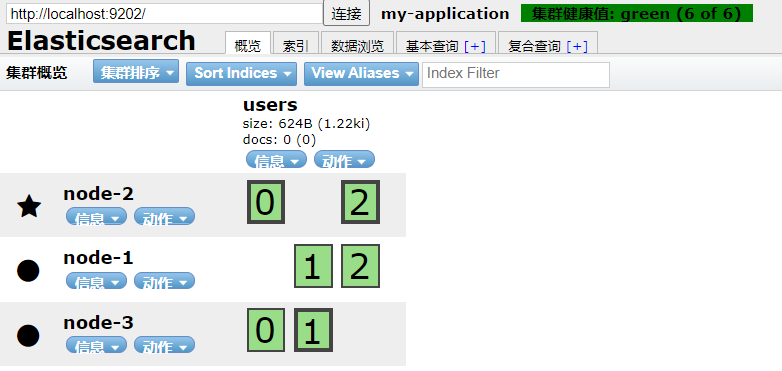 http://localhost:9202/ 连接 my-application 集群健康值: green (6 of 6)
Elasticsearch 概览 索引 数据浏览 基本查询 [+] 复合查询 [+]
集群概览 集群排序 Sort Indices View Aliases Index Filter
users
size: 624B (1.22ki)
docs: 0 (0)
信息 动作
node-2 0 2
信息 动作
node-1 1 2
信息 动作
node-3 0 1
信息 动作